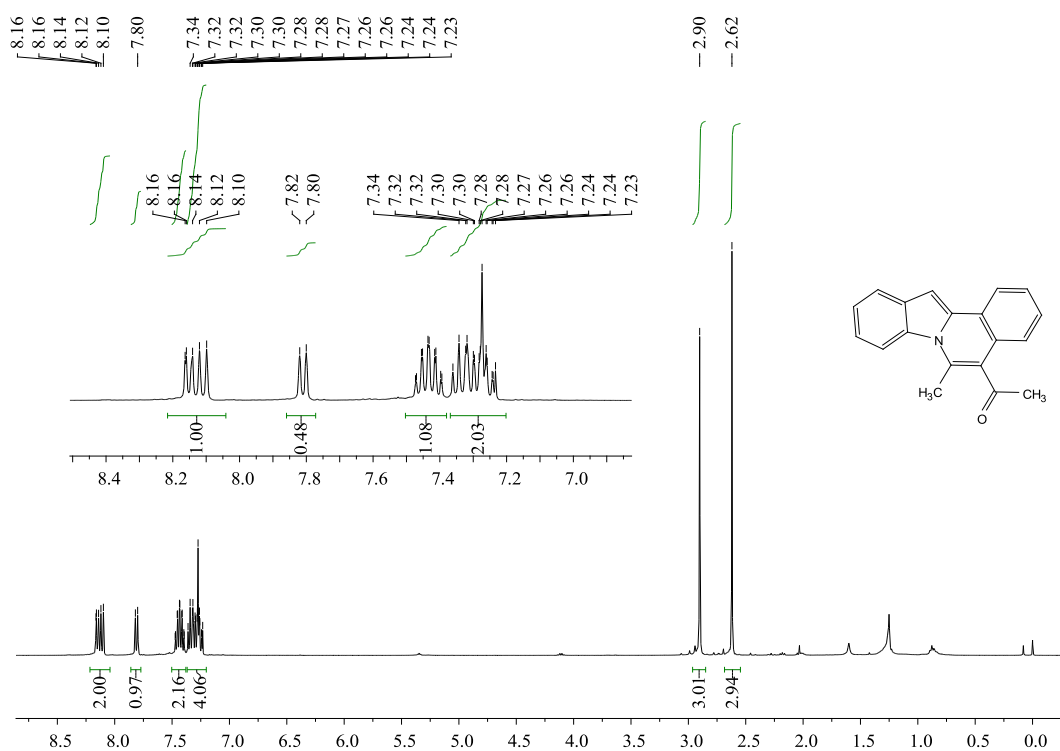 8.16 8.16 8.14 8.12 8.10 7.80 7.34 7.32 7.32 7.30 7.30 7.28 7.28 7.27 7.26 7.26 7.24 7.24 7.23 2.90 2.62
8.16 8.16 8.14 8.12 8.10 7.82 7.80 7.34 7.32 7.32 7.30 7.30 7.28 7.28 7.27 7.26 7.26 7.24 7.24 7.23
N
H3C
CH3
O
1.00 0.48 1.08 2.03
8.4 8.2 8.0 7.8 7.6 7.4 7.2 7.0
2.00 0.97 2.16 4.06 3.01 2.94
8.5 8.0 7.5 7.0 6.5 6.0 5.5 5.0 4.5 4.0 3.5 3.0 2.5 2.0 1.5 1.0 0.5 0.0